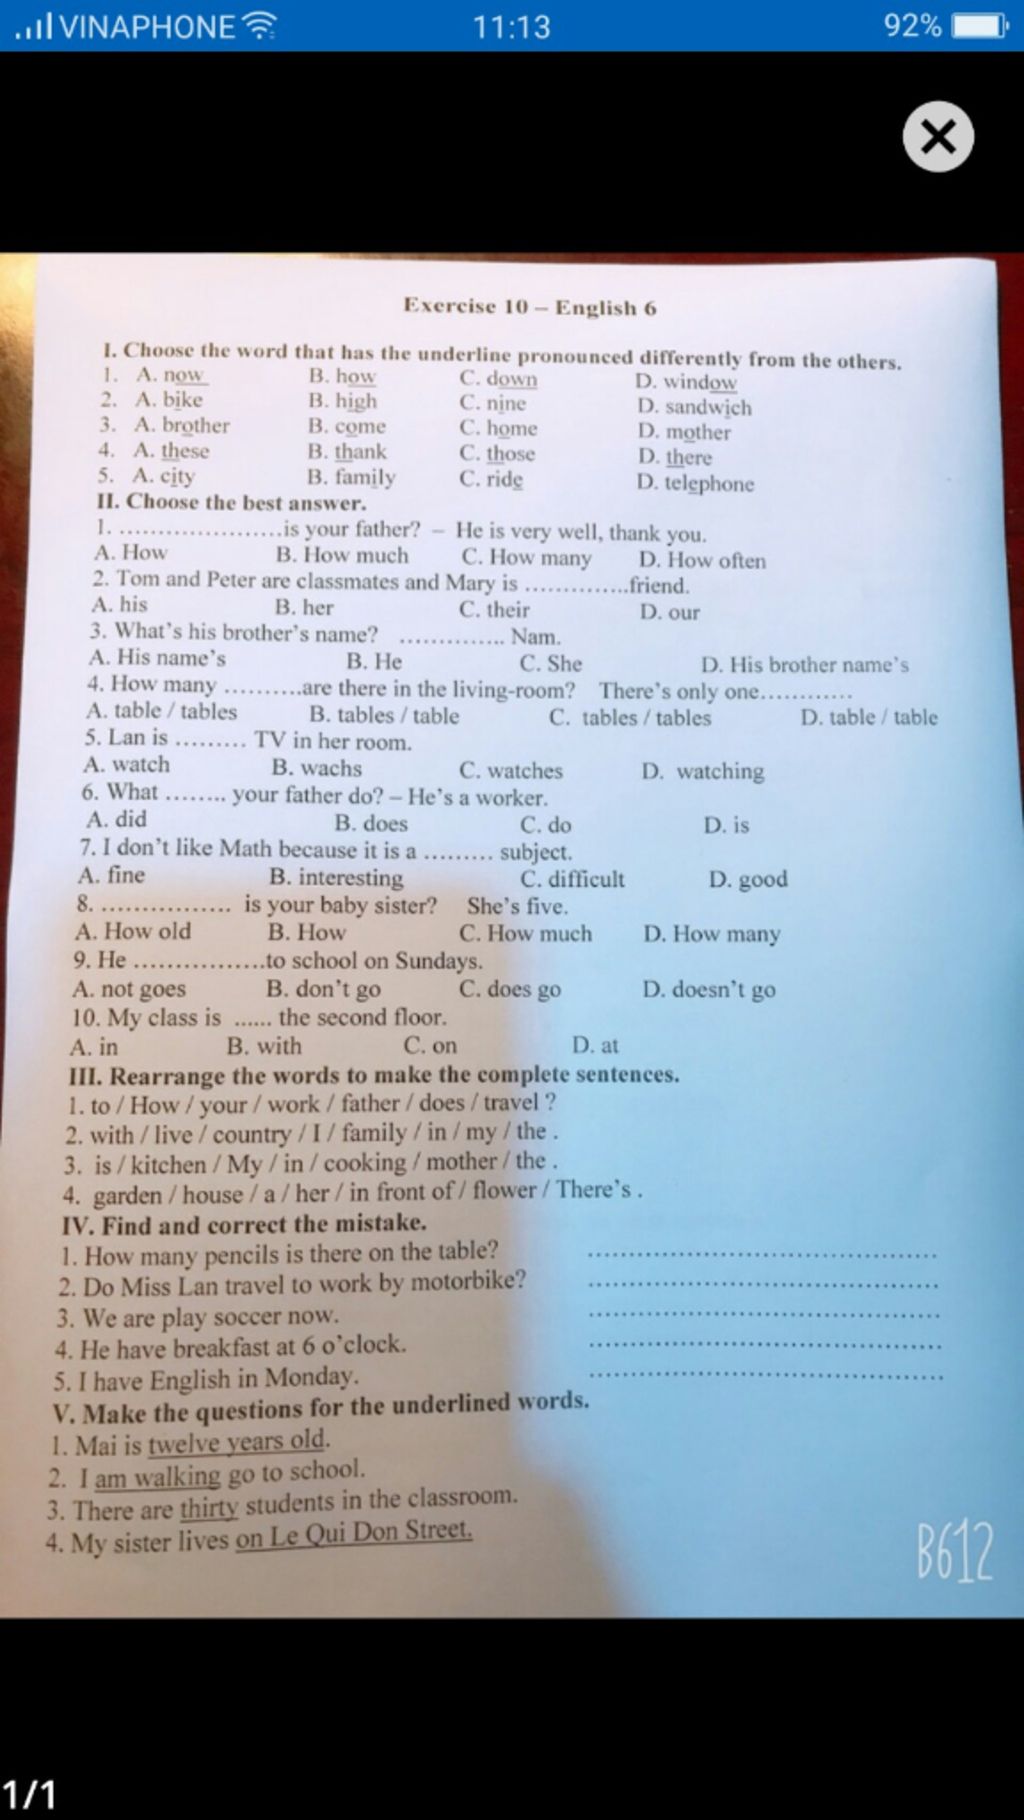 VINAPHONE 11:13 92%
Exercise 10 – English 6
I. Choose the word that has the underline pronounced differently from the others.
1. A. now B. how C. down D. window
2. A. bike B. high C. nine D. sandwich
3. A. brother B. come C. home D. mother
4. A. these B. thank C. those D. there
5. A. city B. family C. ride D. telephone
II. Choose the best answer.
1. .....................is your father? – He is very well, thank you.
A. How B. How much C. How many D. How often
2. Tom and Peter are classmates and Mary is ..............friend.
A. his B. her C. their D. our
3. What's his brother's name? .............. Nam.
A. His name's B. He C. She D. His brother name's
4. How many ..........are there in the living-room? There's only one............
A. table / tables B. tables / table C. tables / tables D. table / table
5. Lan is ......... TV in her room.
A. watch B. wachs C. watches D. watching
6. What ........ your father do? – He's a worker.
A. did B. does C. do D. is
7. I don't like Math because it is a ......... subject.
A. fine B. interesting C. difficult D. good
8. ................. is your baby sister? She's five.
A. How old B. How C. How much D. How many
9. He .................to school on Sundays.
A. not goes B. don't go C. does go D. doesn't go
10. My class is ...... the second floor.
A. in B. with C. on D. at
III. Rearrange the words to make the complete sentences.
1. to / How / your / work / father / does / travel ?
2. with / live / country / I / family / in / my / the .
3. is / kitchen / My / in / cooking / mother / the .
4. garden / house / a / her / in front of / flower / There's .
IV. Find and correct the mistake.
1. How many pencils is there on the table? ..............................................
2. Do Miss Lan travel to work by motorbike? ..............................................
3. We are play soccer now. ..............................................
4. He have breakfast at 6 o'clock. ..............................................
5. I have English in Monday. ..............................................
V. Make the questions for the underlined words.
1. Mai is twelve years old.
2. I am walking go to school.
3. There are thirty students in the classroom.
4. My sister lives on Le Qui Don Street.
B612
1/1